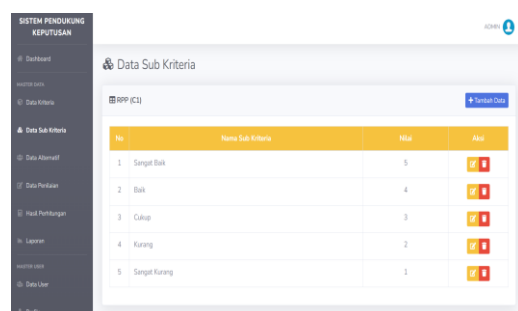 SISTEM PENDUKUNG
KEPUTUSAN
ADMIN
Dashboard
Data Sub Kriteria
MASTER DATA
Data Kriteria
RPP (C1)
+ Tambah Data
Data Sub Kriteria
No Nama Sub Kriteria Nilai Aksi
Data Alternatif
1 Sangat Baik 5
Data Penilaian
2 Baik 4
Hasil Perhitungan
3 Cukup 3
Laporan
4 Kurang 2
MASTER USER
5 Sangat Kurang 1
Data User